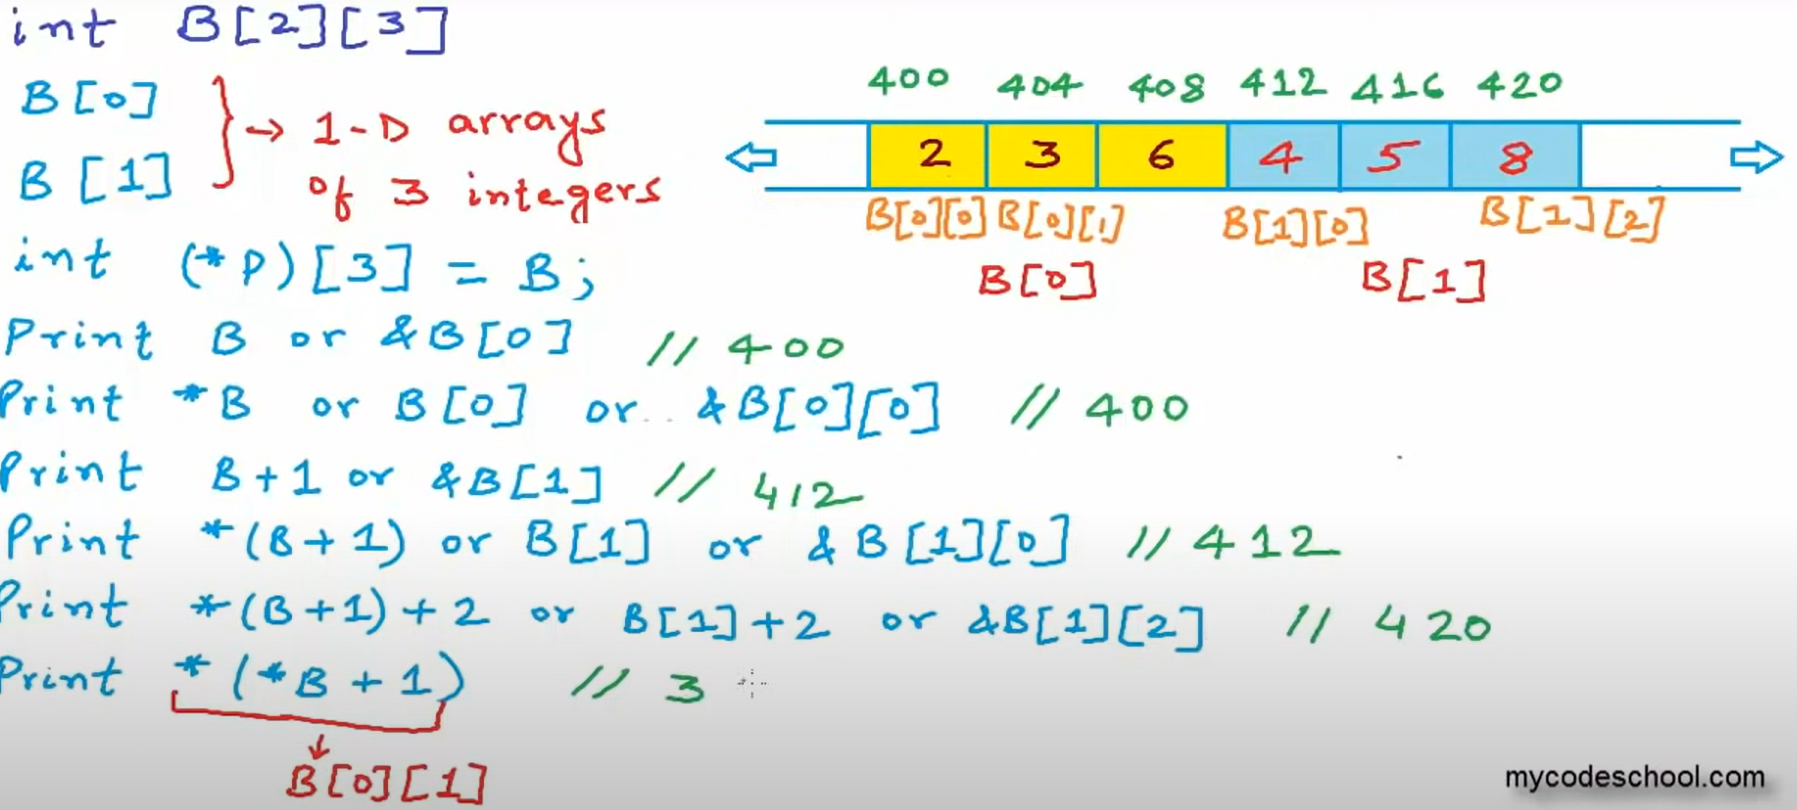 int B[2][3]
B[0]
B[1]
→ 1-D arrays
of 3 integers
int (*P)[3] = B;
Print B or &B[0] // 400
Print *B or B[0] or &B[0][0] // 400
Print B+1 or &B[1] // 412
Print *(B+1) or B[1] or &B[1][0] // 412
Print *(B+1)+2 or B[1]+2 or &B[1][2] // 420
Print *(*B+1) // 3
B[0][1]
400 404 408 412 416 420
2 3 6 4 5 8
B[0][0] B[0][1] B[1][0] B[1][2]
B[0] B[1]
mycodeschool.com